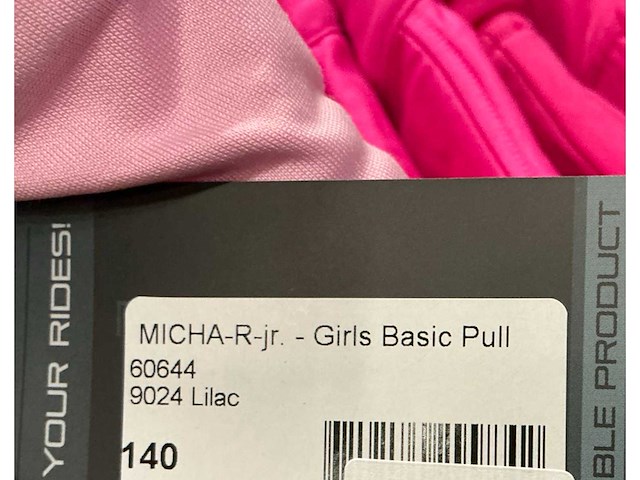 YOUR RIDES!
MICHA-R-jr. - Girls Basic Pull
60644
9024 Lilac
140
BLE PRODUCT